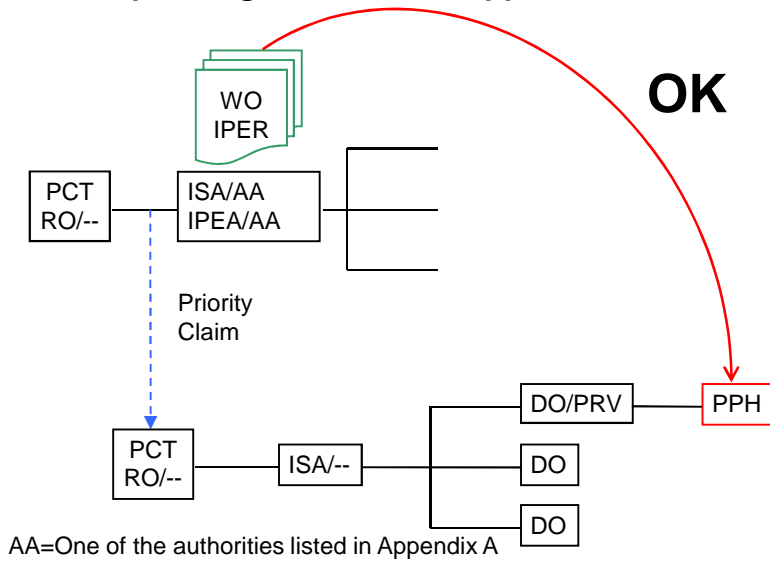 OK
WO
IPER
PCT
RO/--
ISA/AA
IPEA/AA
Priority
Claim
DO/PRV
PPH
PCT
RO/--
ISA/--
DO
DO
AA=One of the authorities listed in Appendix A